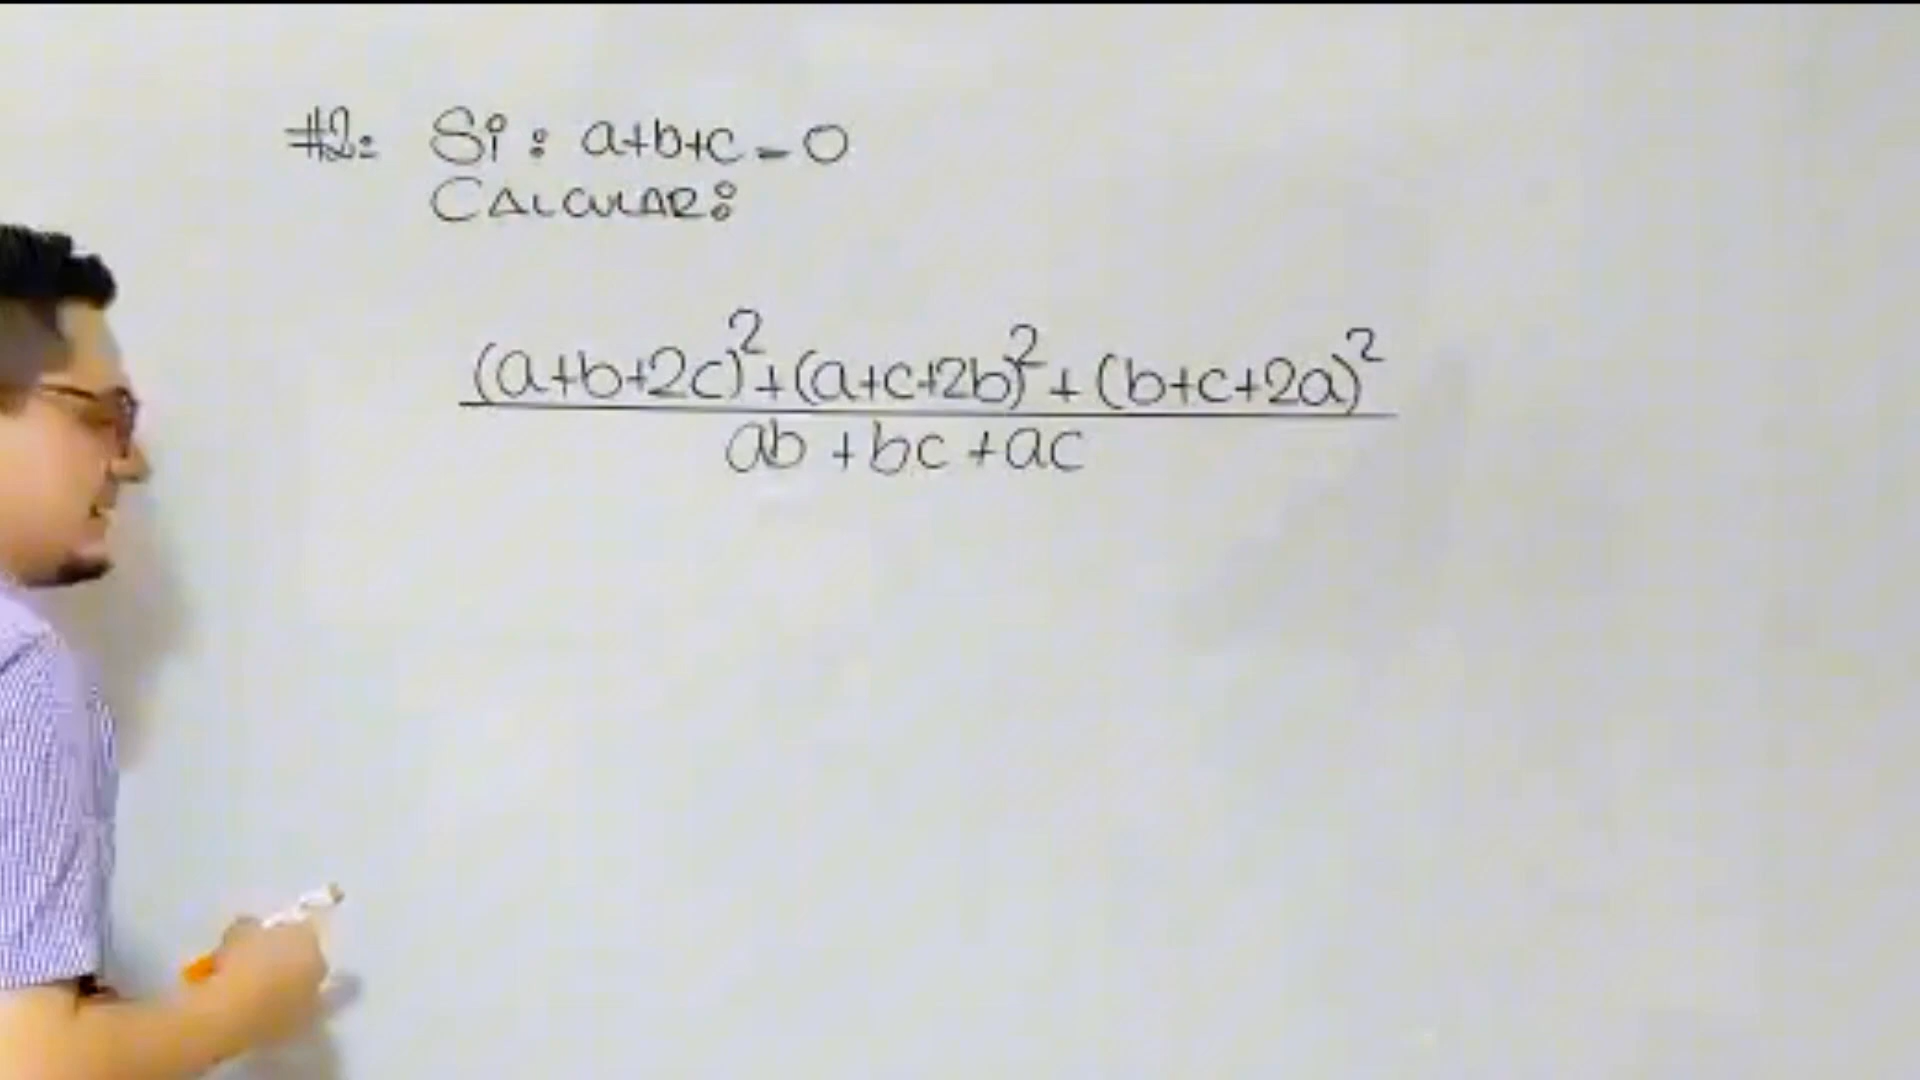 #2: Si: a+b+c=0
CALCULAR:
(a+b+2c)²+(a+c+2b)²+(b+c+2a)²
ab+bc+ac